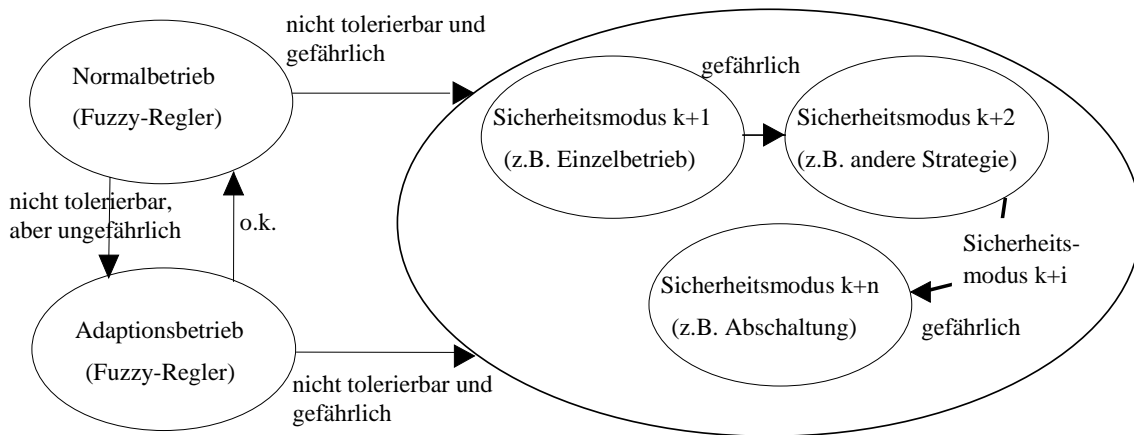 nicht tolerierbar und
gefährlich
Normalbetrieb
(Fuzzy-Regler)
gefährlich
Sicherheitsmodus k+1
(z.B. Einzelbetrieb)
Sicherheitsmodus k+2
(z.B. andere Strategie)
nicht tolerierbar,
aber ungefährlich
o.k.
Sicherheits-
modus k+i
Sicherheitsmodus k+n
(z.B. Abschaltung)
gefährlich
Adaptionsbetrieb
(Fuzzy-Regler)
nicht tolerierbar und
gefährlich